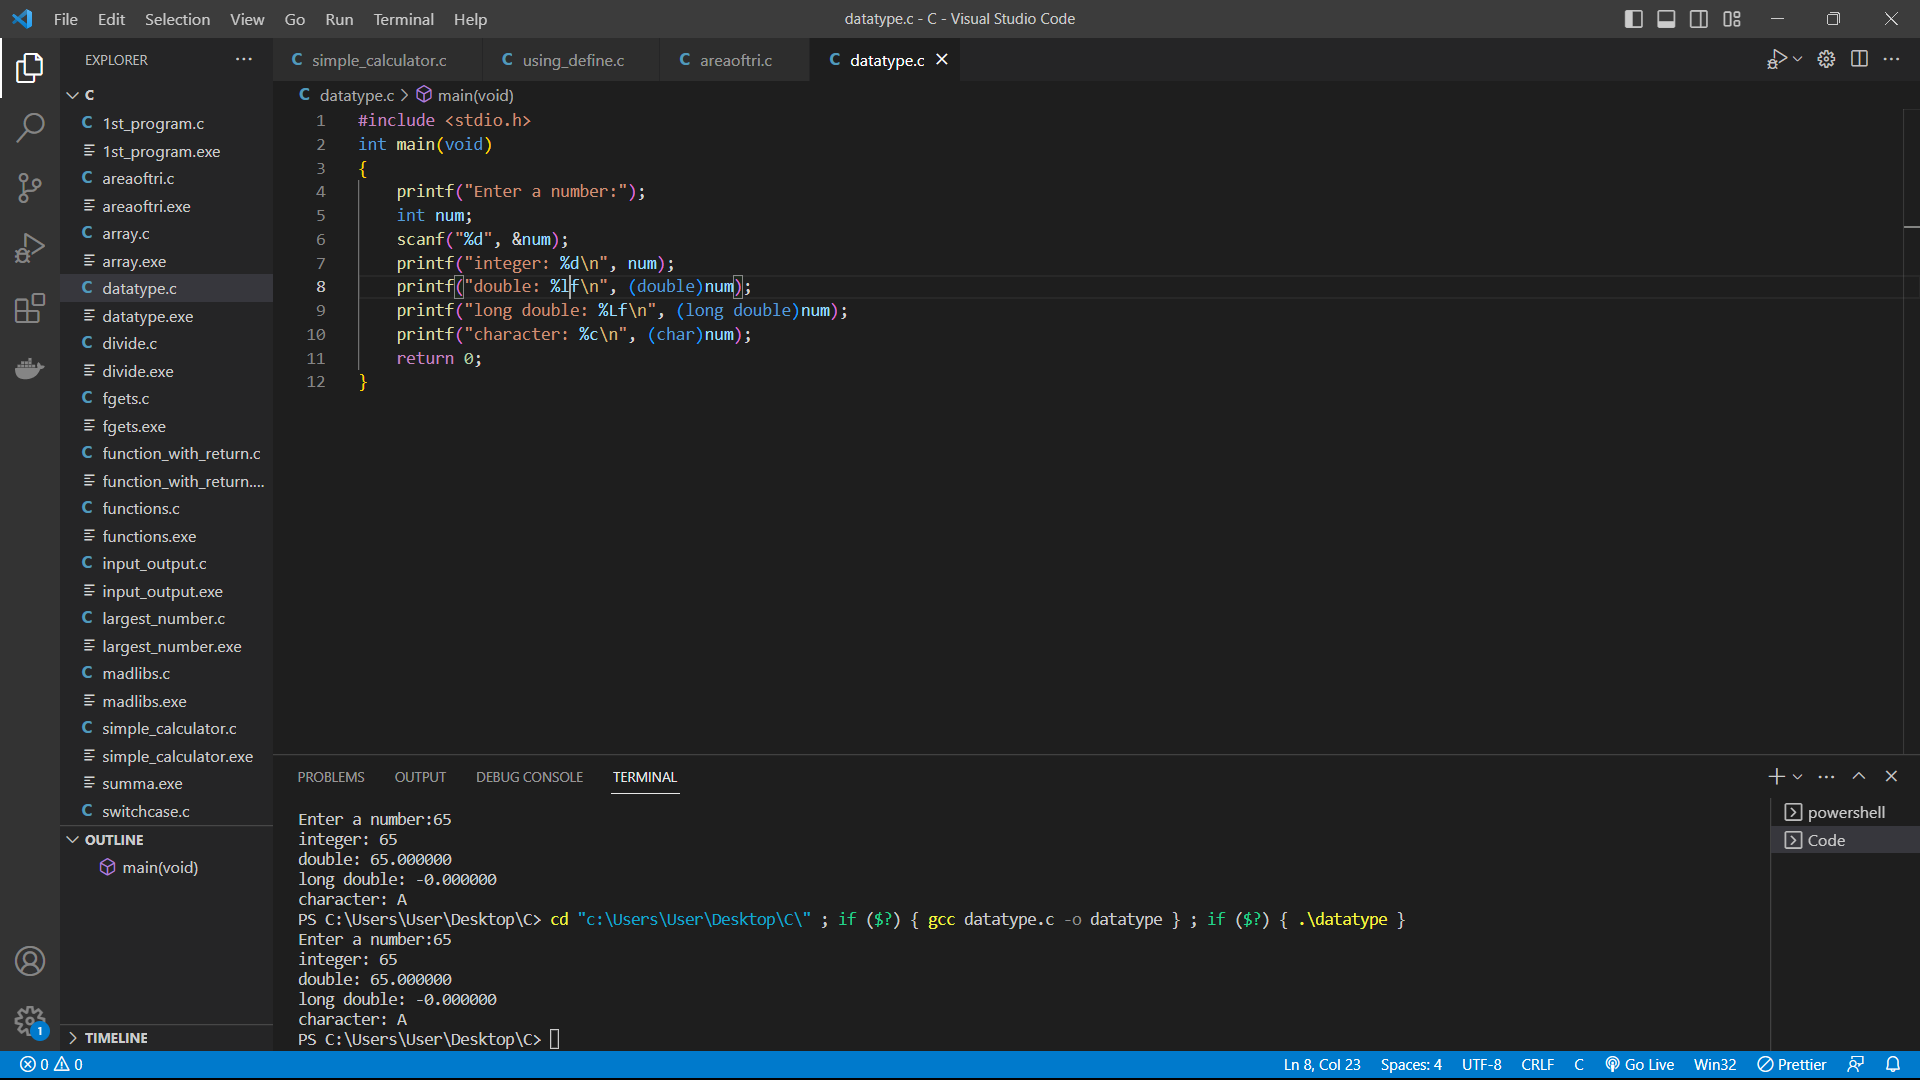 File Edit Selection View Go Run Terminal Help
datatype.c - C - Visual Studio Code
EXPLORER
C
1st_program.c
1st_program.exe
areaoftri.c
areaoftri.exe
array.c
array.exe
datatype.c
datatype.exe
divide.c
divide.exe
fgets.c
fgets.exe
function_with_return.c
function_with_return....
functions.c
functions.exe
input_output.c
input_output.exe
largest_number.c
largest_number.exe
madlibs.c
madlibs.exe
simple_calculator.c
simple_calculator.exe
summa.exe
switchcase.c
OUTLINE
main(void)
TIMELINE
simple_calculator.c using_define.c areaoftri.c datatype.c
datatype.c > main(void)
1 #include <stdio.h>
2 int main(void)
3 {
4 printf("Enter a number:");
5 int num;
6 scanf("%d", &num);
7 printf("integer: %d\n", num);
8 printf("double: %lf\n", (double)num);
9 printf("long double: %Lf\n", (long double)num);
10 printf("character: %c\n", (char)num);
11 return 0;
12 }
PROBLEMS OUTPUT DEBUG CONSOLE TERMINAL
Enter a number:65
integer: 65
double: 65.000000
long double: -0.000000
character: A
PS C:\Users\User\Desktop\C> cd "c:\Users\User\Desktop\C\" ; if ($?) { gcc datatype.c -o datatype } ; if ($?) { .\datatype }
Enter a number:65
integer: 65
double: 65.000000
long double: -0.000000
character: A
PS C:\Users\User\Desktop\C>
powershell
Code
1
0 0
Ln 8, Col 23 Spaces: 4 UTF-8 CRLF C Go Live Win32 Prettier